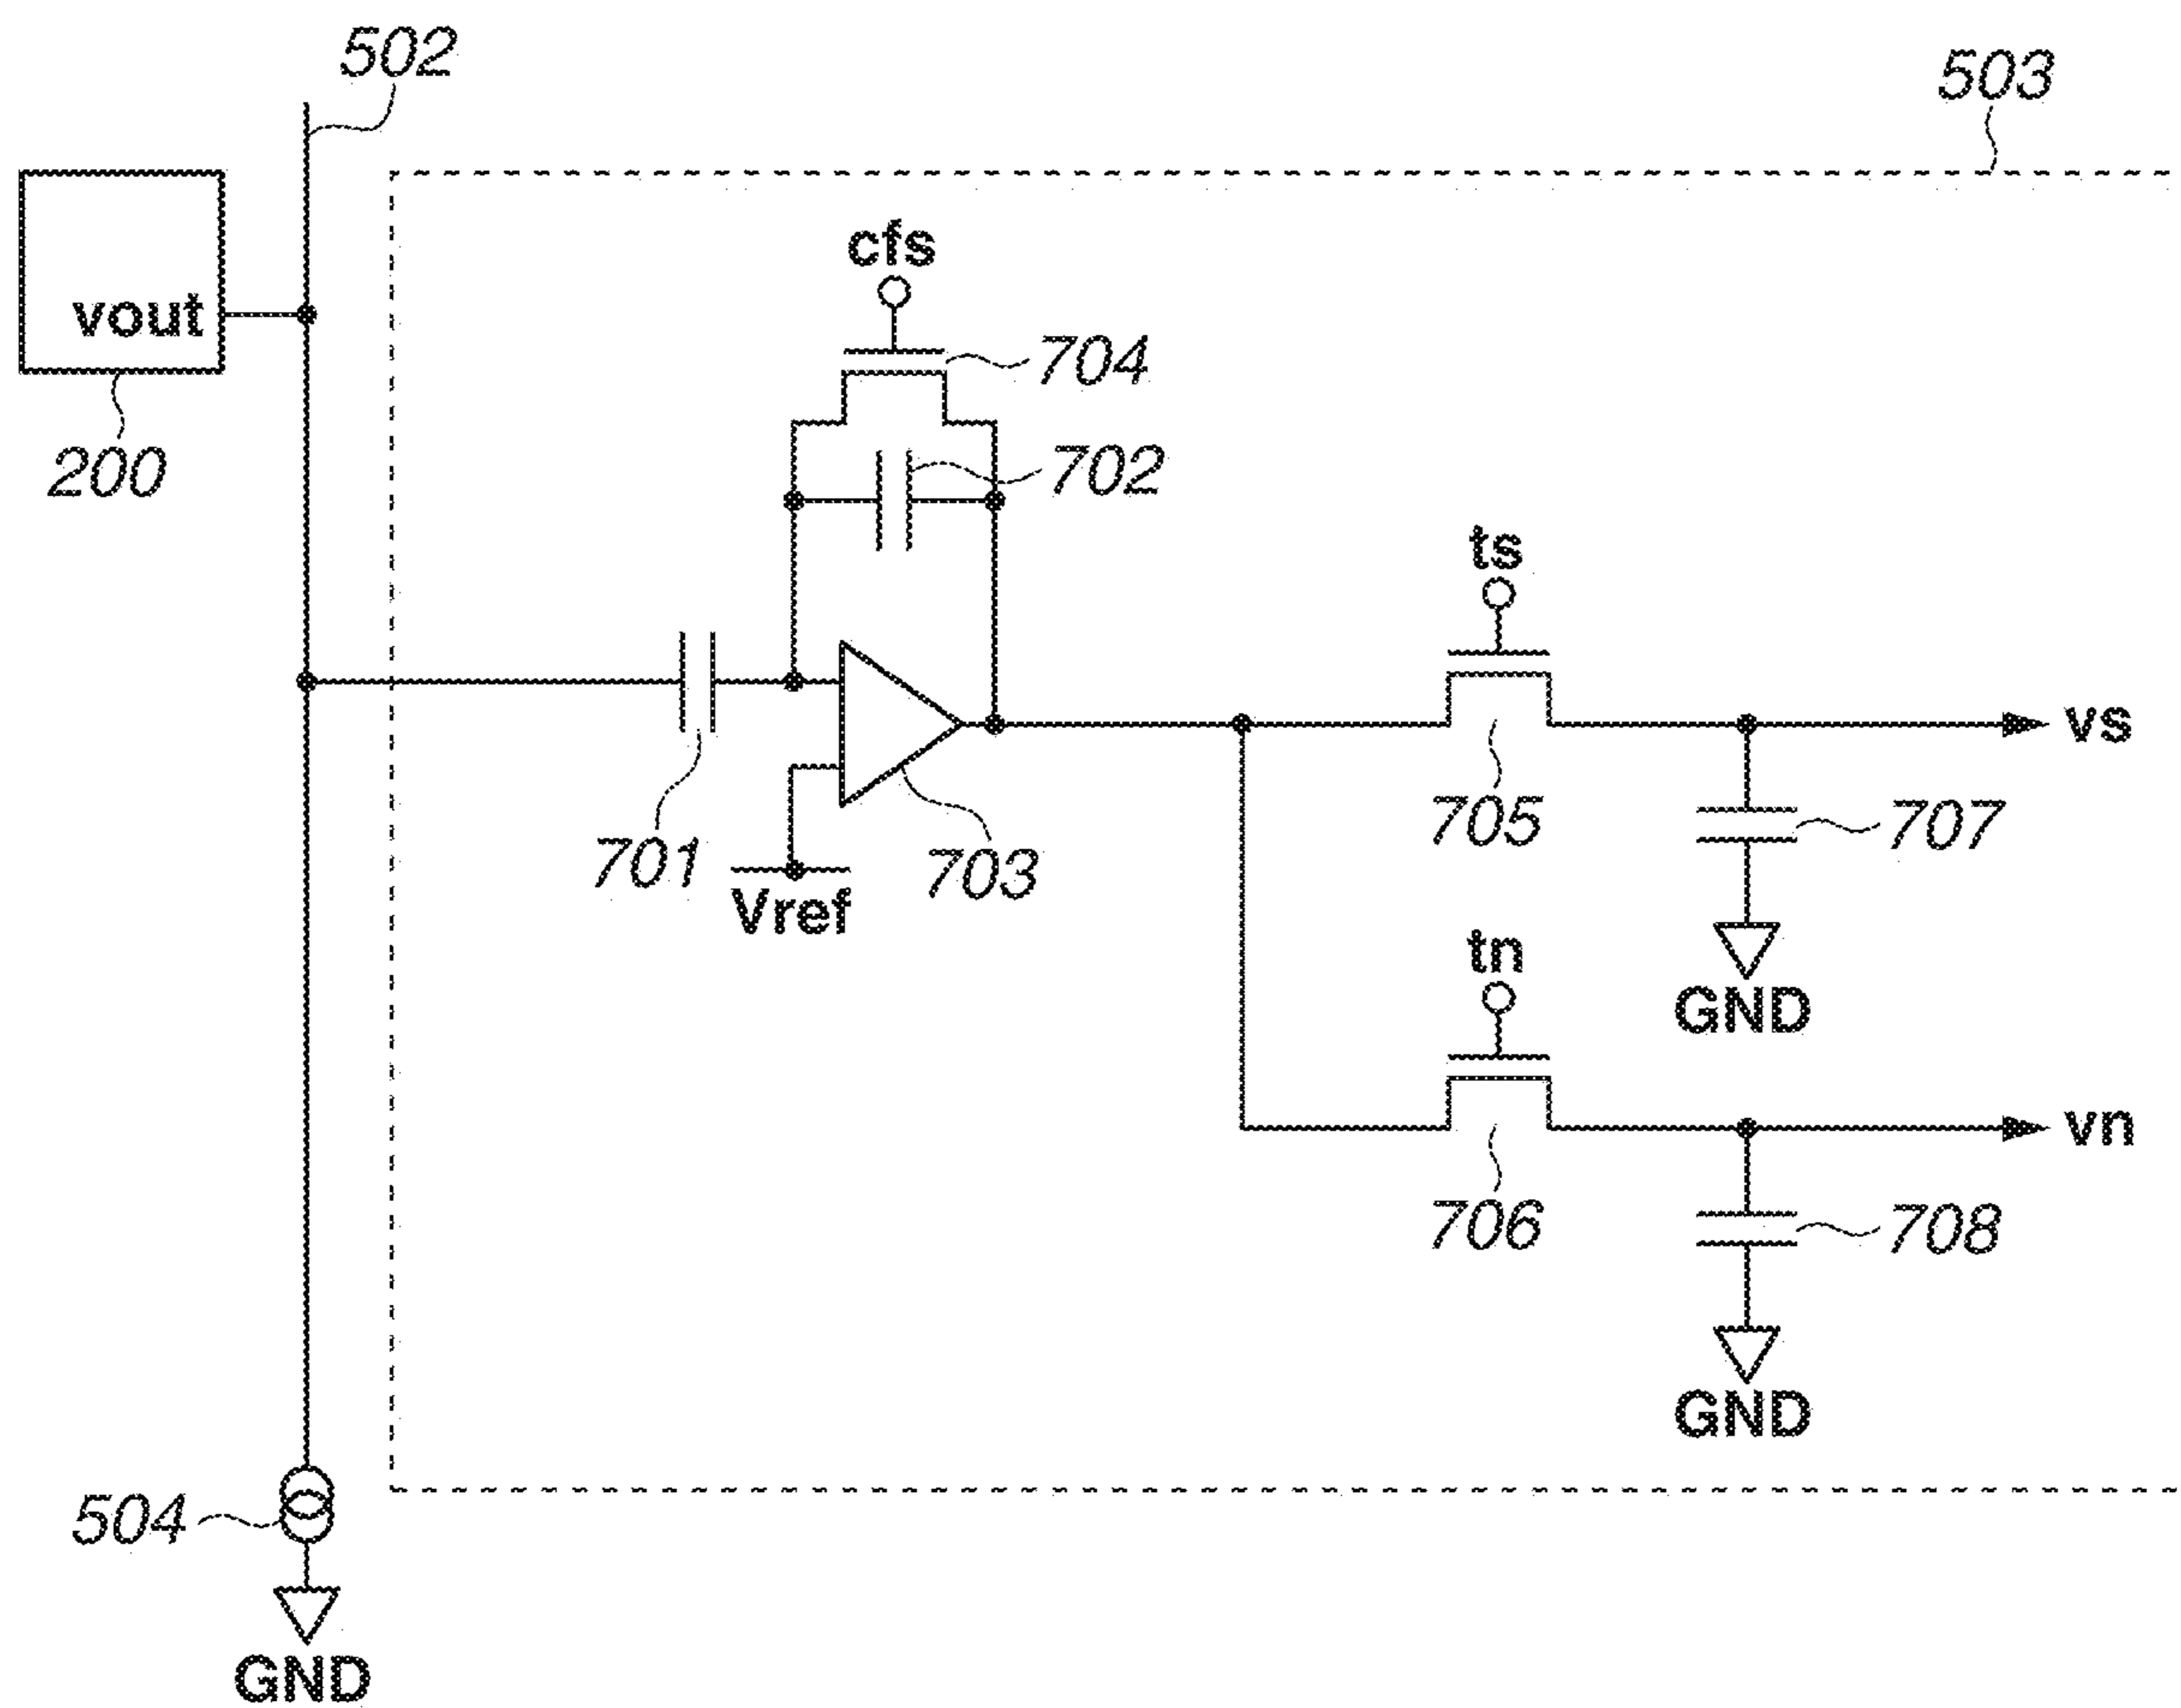 502
503
cfs
vout
704
200
702
ts
vs
705
707
701
703
Vref
tn
GND
vn
706
708
GND
504
GND